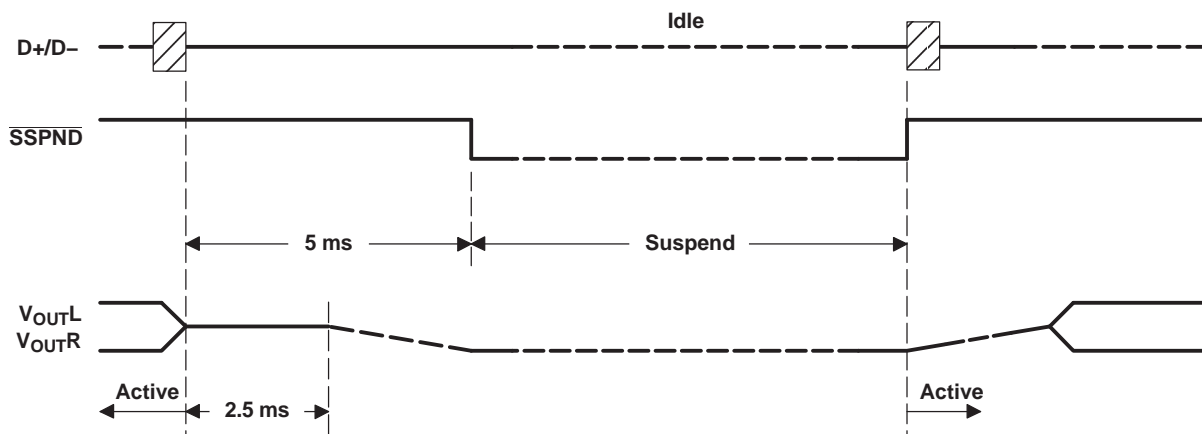 Idle
D+/D–
SSPND
5 ms
Suspend
VOUTL
VOUTR
Active
2.5 ms
Active